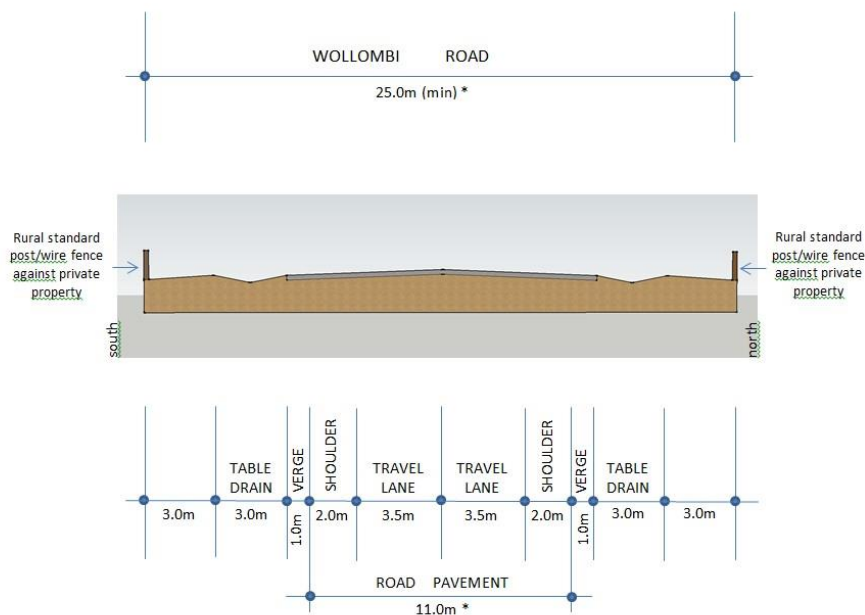 WOLLOMBI ROAD
25.0m (min) *
Rural standard
post/wire fence
against private
property
Rural standard
post/wire fence
against private
property
south
north
TABLE
DRAIN
VERGE
SHOULDER
TRAVEL
LANE
TRAVEL
LANE
SHOULDER
VERGE
TABLE
DRAIN
3.0m
3.0m
1.0m
2.0m
3.5m
3.5m
2.0m
1.0m
3.0m
3.0m
ROAD PAVEMENT
11.0m *